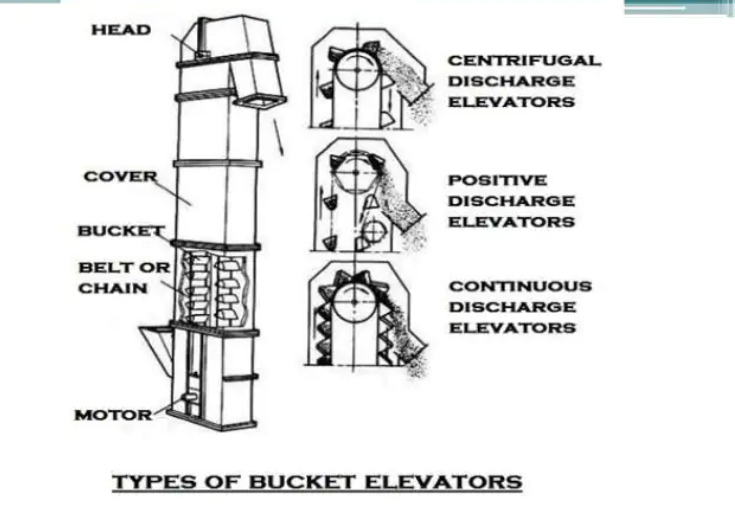 HEAD
COVER
BUCKET
BELT OR
CHAIN
MOTOR
CENTRIFUGAL
DISCHARGE
ELEVATORS
POSITIVE
DISCHARGE
ELEVATORS
CONTINUOUS
DISCHARGE
ELEVATORS
TYPES OF BUCKET ELEVATORS